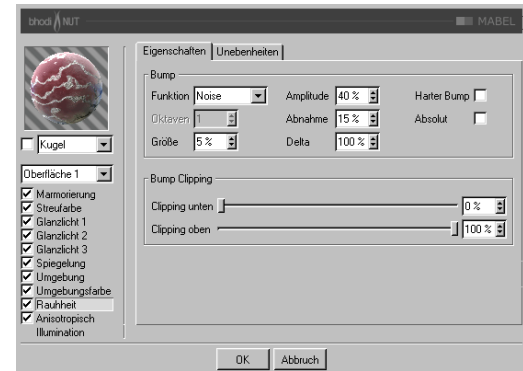 bhodi NUT
MABEL
Kugel
Oberfläche 1
Marmorierung
Streufarbe
Glanzlicht 1
Glanzlicht 2
Glanzlicht 3
Spiegelung
Umgebung
Umgebungsfarbe
Rauhheit
Anisotropisch
Illumination
Eigenschaften Unebenheiten
Bump
Funktion Noise Amplitude 40 % Harter Bump
Oktaven 1 Abnahme 15 % Absolut
Größe 5 % Delta 100 %
Bump Clipping
Clipping unten 0 %
Clipping oben 100 %
OK Abbruch